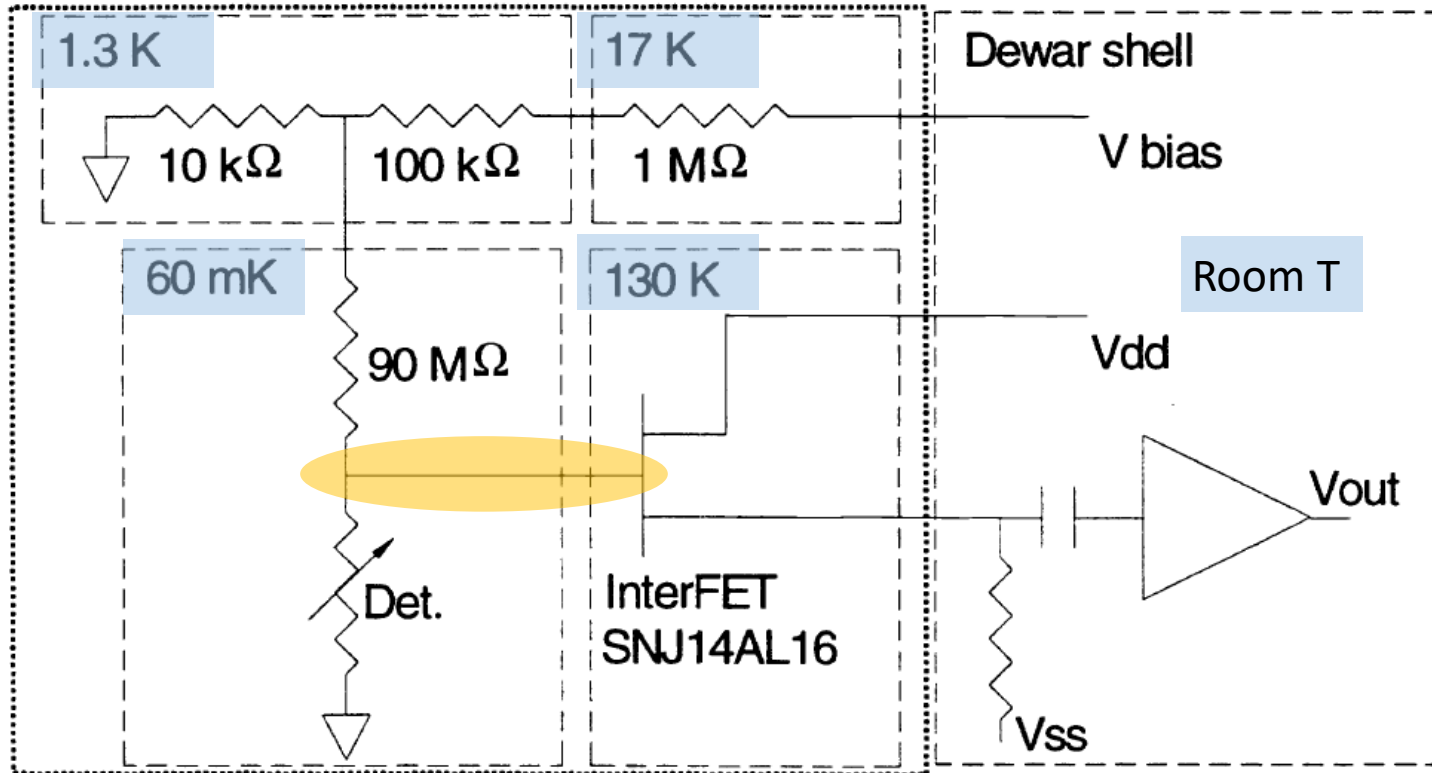 1.3 K
17 K
Dewar shell
10 kΩ
100 kΩ
1 MΩ
V bias
60 mK
130 K
Room T
90 MΩ
Vdd
Vout
Det.
InterFET
SNJ14AL16
Vss